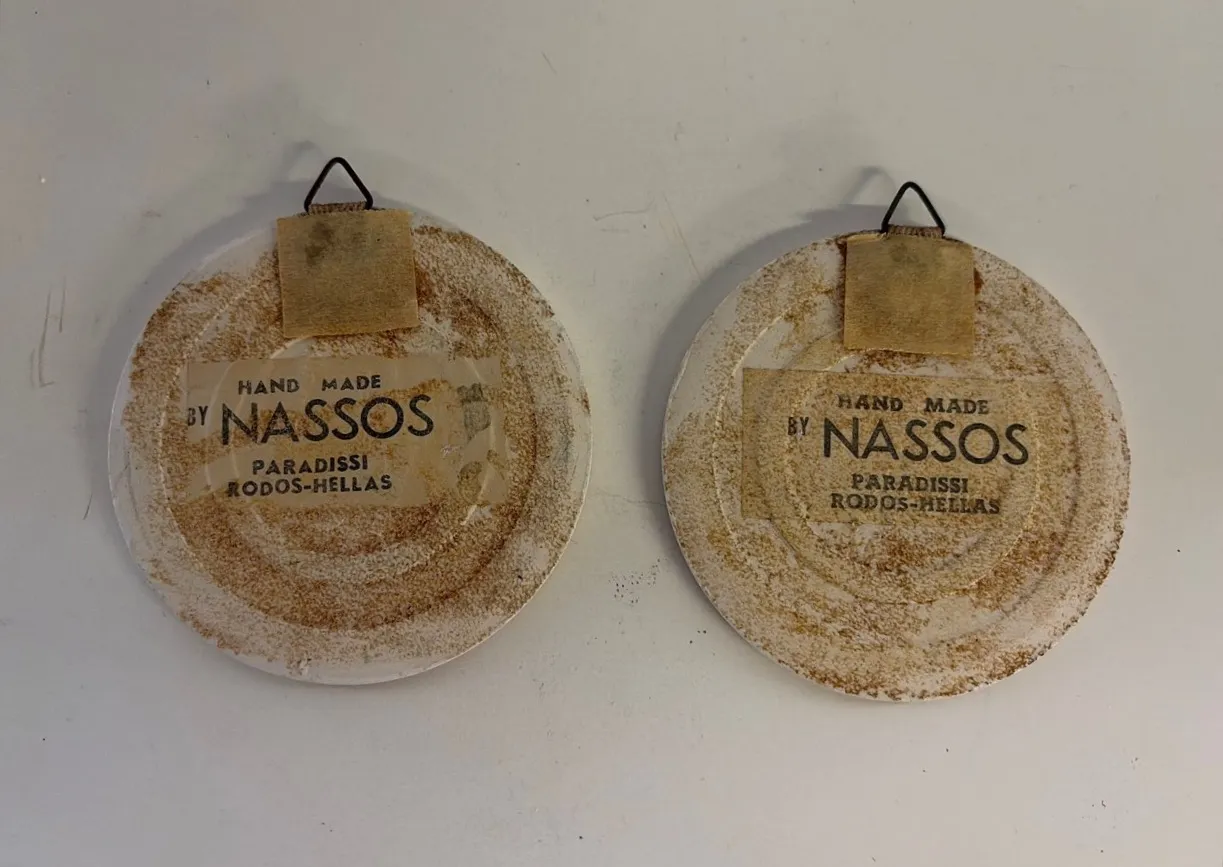 HAND MADE
BY NASSOS
PARADISSI
RODOS-HELLAS
HAND MADE
BY NASSOS
PARADISSI
RODOS-HELLAS